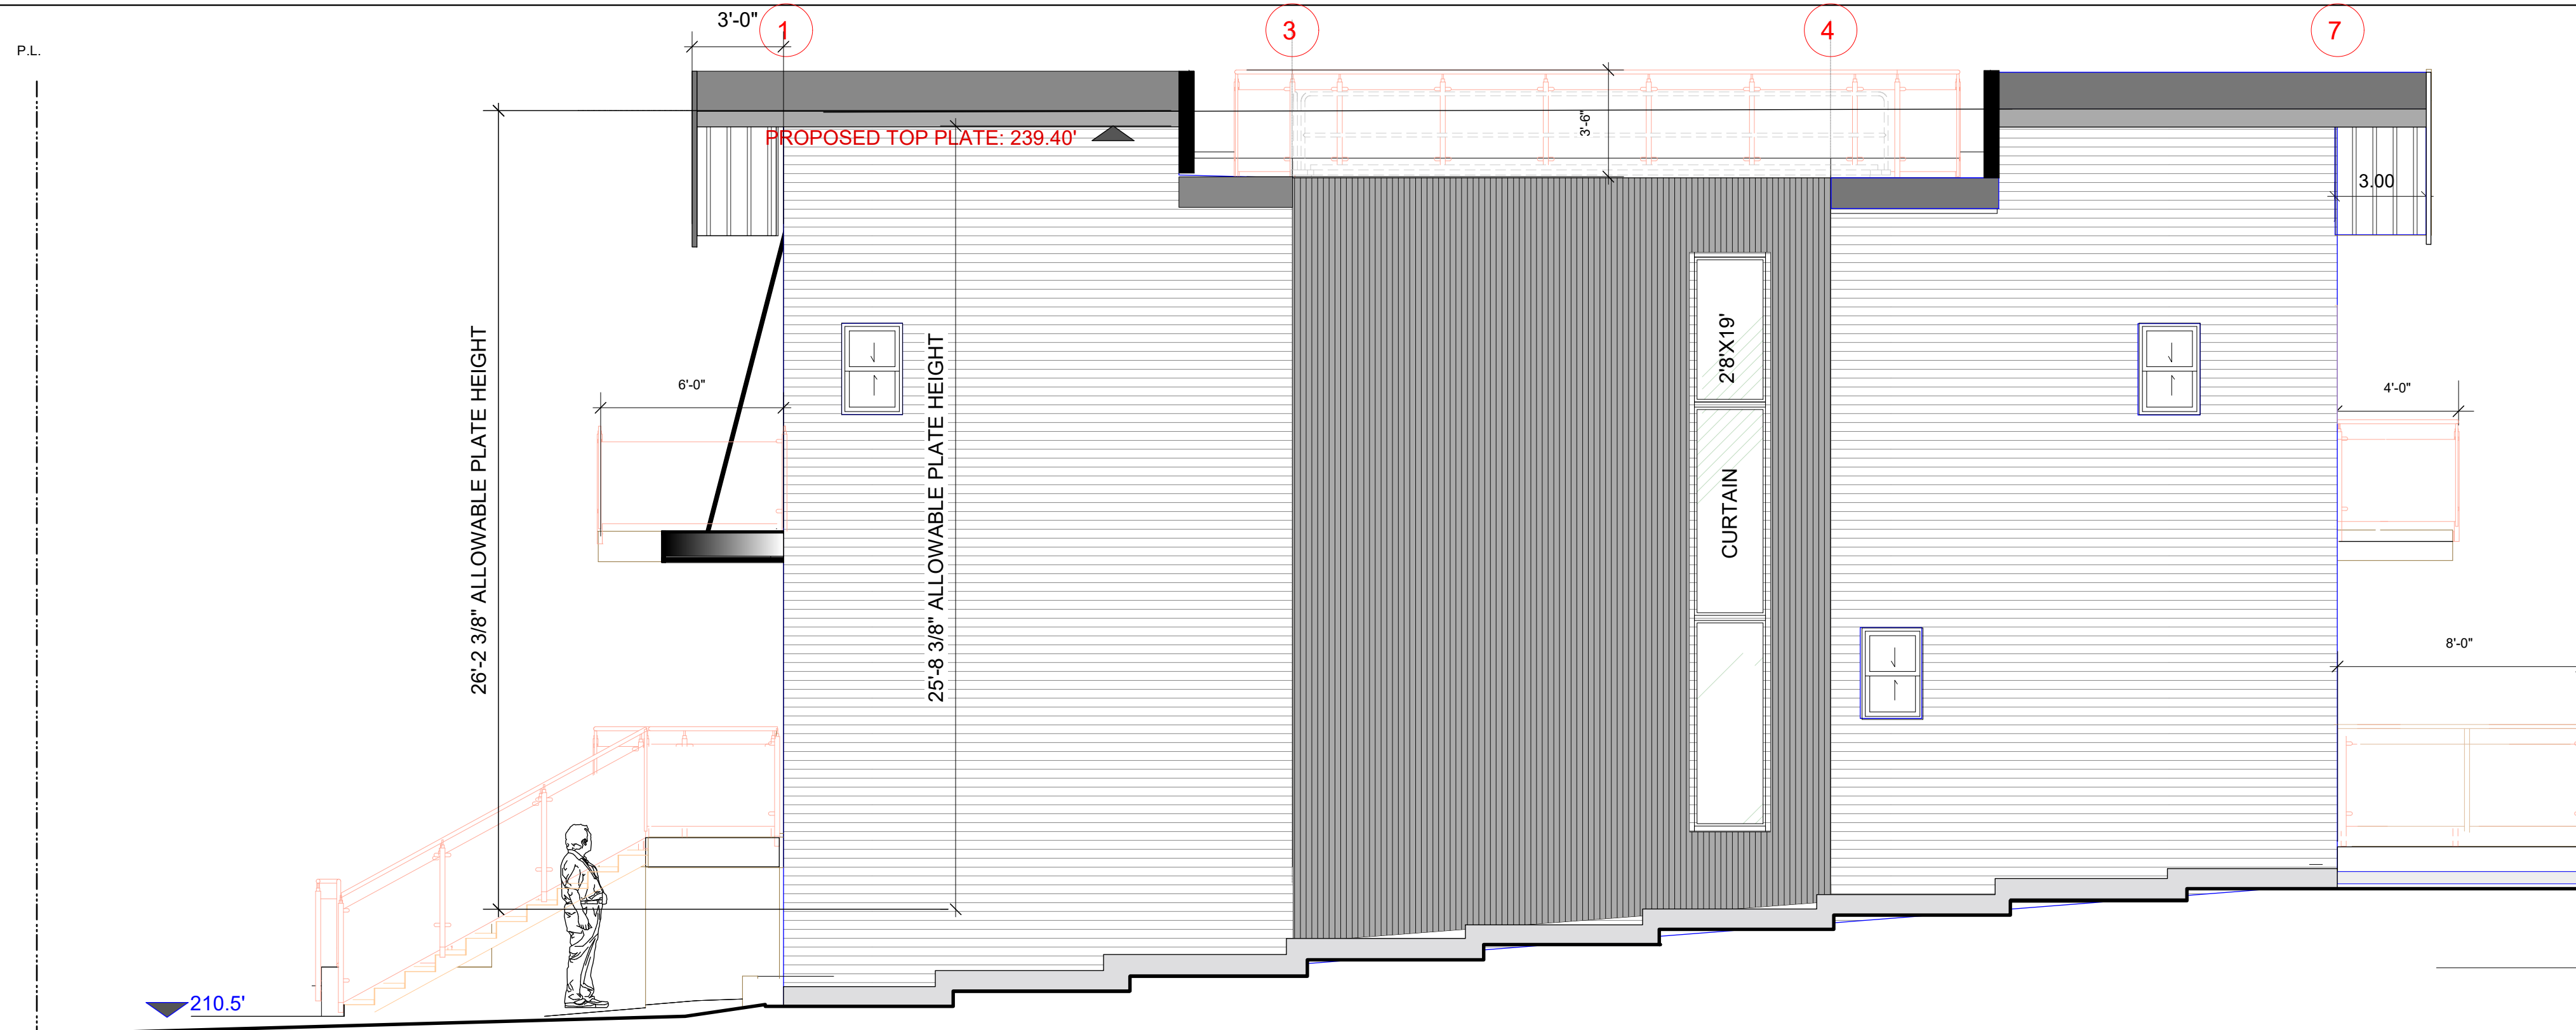 3'-0"
1
3
4
7
P.L.
PROPOSED TOP PLATE: 239.40'
3'-6"
3.00
26'-2 3/8" ALLOWABLE PLATE HEIGHT
25'-8 3/8" ALLOWABLE PLATE HEIGHT
2'8'X19'
CURTAIN
6'-0"
4'-0"
8'-0"
210.5'